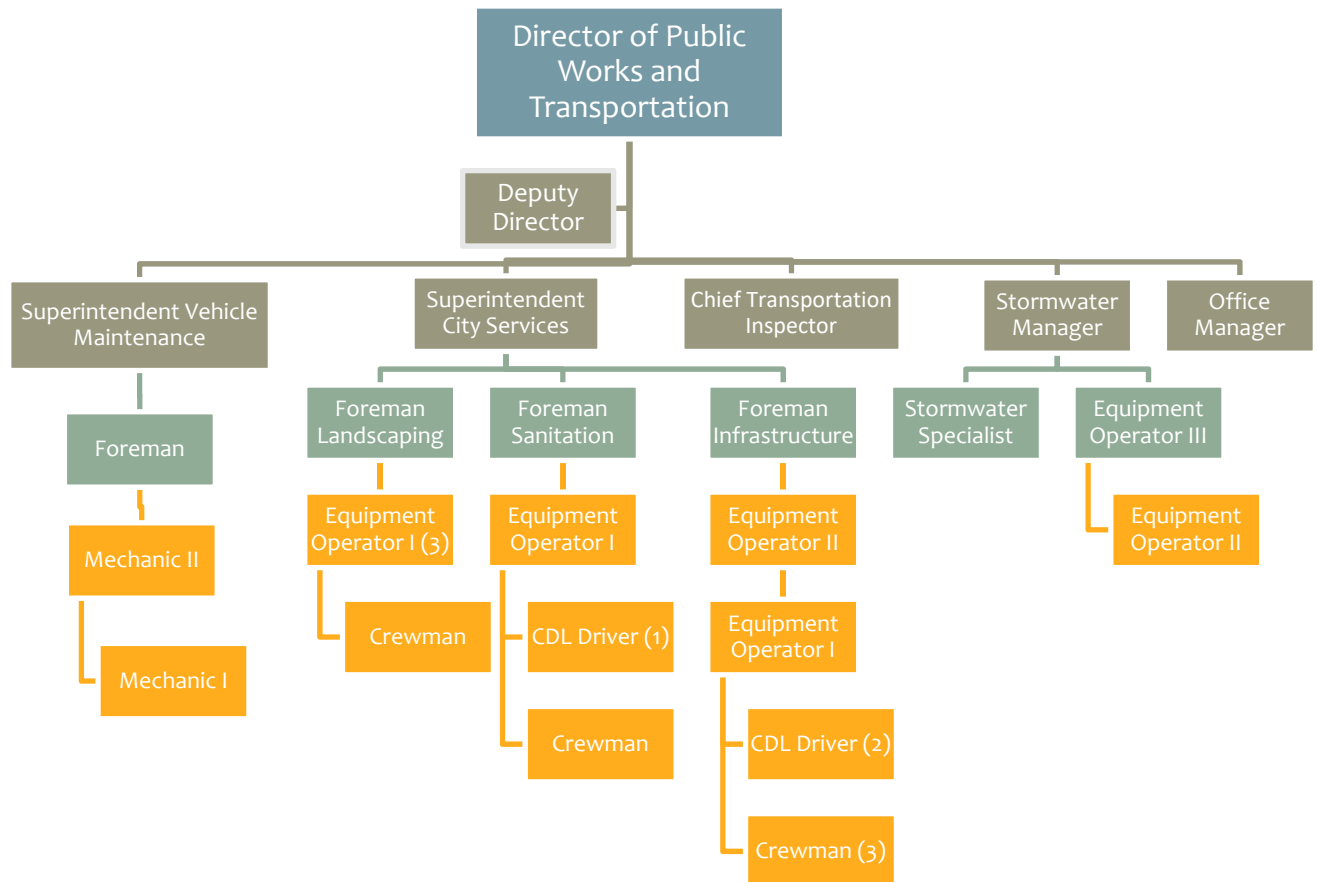 Director of Public
Works and
Transportation
Deputy
Director
Superintendent Vehicle
Maintenance
Superintendent
City Services
Chief Transportation
Inspector
Stormwater
Manager
Office
Manager
Foreman
Foreman
Landscaping
Foreman
Sanitation
Foreman
Infrastructure
Stormwater
Specialist
Equipment
Operator III
Mechanic II
Equipment
Operator I (3)
Equipment
Operator I
Equipment
Operator II
Equipment
Operator II
Mechanic I
Crewman
CDL Driver (1)
Equipment
Operator I
Crewman
CDL Driver (2)
Crewman (3)